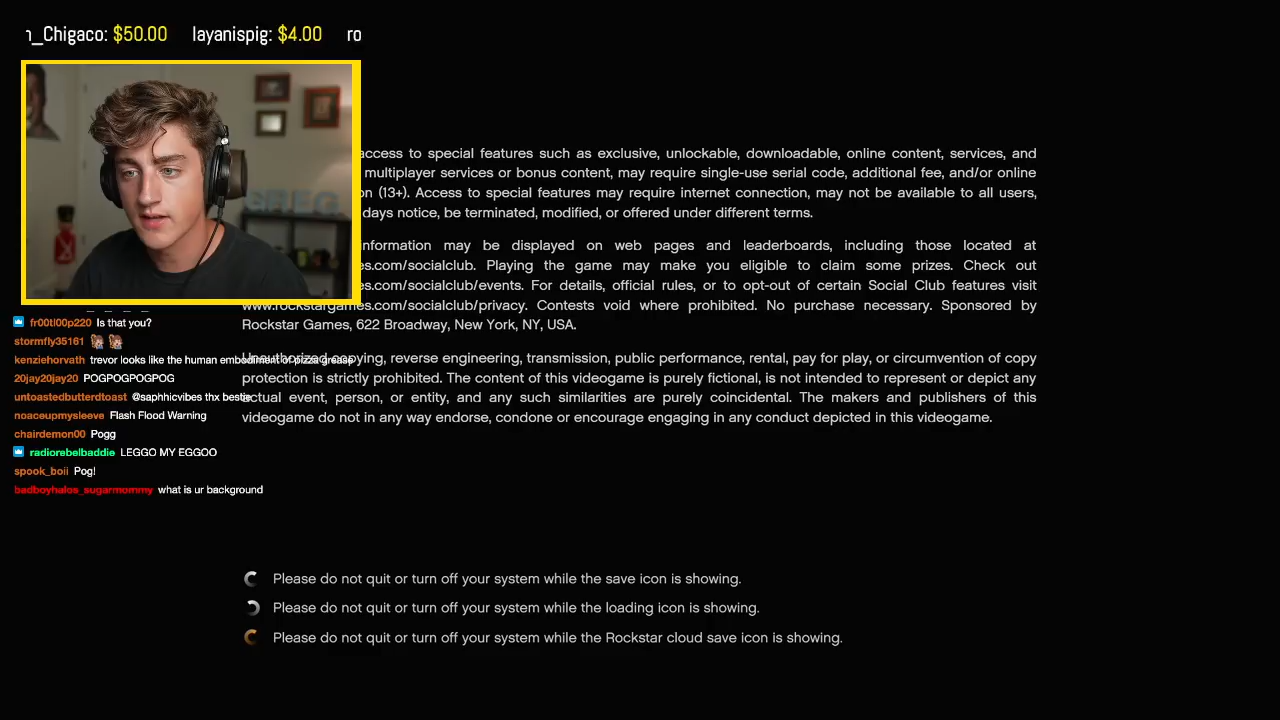 _Chigaco: $50.00 layanispig: $4.00 ro
access to special features such as exclusive, unlockable, downloadable, online content, services, and
multiplayer services or bonus content, may require single-use serial code, additional fee, and/or online
on (13+). Access to special features may require internet connection, may not be available to all users,
days notice, be terminated, modified, or offered under different terms.
information may be displayed on web pages and leaderboards, including those located at
es.com/socialclub. Playing the game may make you eligible to claim some prizes. Check out
es.com/socialclub/events. For details, official rules, or to opt-out of certain Social Club features visit
www.rockstargames.com/socialclub/privacy. Contests void where prohibited. No purchase necessary. Sponsored by
Rockstar Games, 622 Broadway, New York, NY, USA.
Unauthorized copying, reverse engineering, transmission, public performance, rental, pay for play, or circumvention of copy
protection is strictly prohibited. The content of this videogame is purely fictional, is not intended to represent or depict any
actual event, person, or entity, and any such similarities are purely coincidental. The makers and publishers of this
videogame do not in any way endorse, condone or encourage engaging in any conduct depicted in this videogame.
GREG
fr00tl00p220 Is that you?
stormfly35161
kenziehorvath trevor looks like the human embodiment of pizza grease
20jay20jay20 POGPOGPOGPOG
untoastedbutterdtoast @saphhicvibes thx bestie
noaceupmysleeve Flash Flood Warning
chairdemon00 Pogg
radiorebelbaddie LEGGO MY EGGOO
spook_boii Pog!
badboyhalos_sugarmommy what is ur background
Please do not quit or turn off your system while the save icon is showing.
Please do not quit or turn off your system while the loading icon is showing.
Please do not quit or turn off your system while the Rockstar cloud save icon is showing.